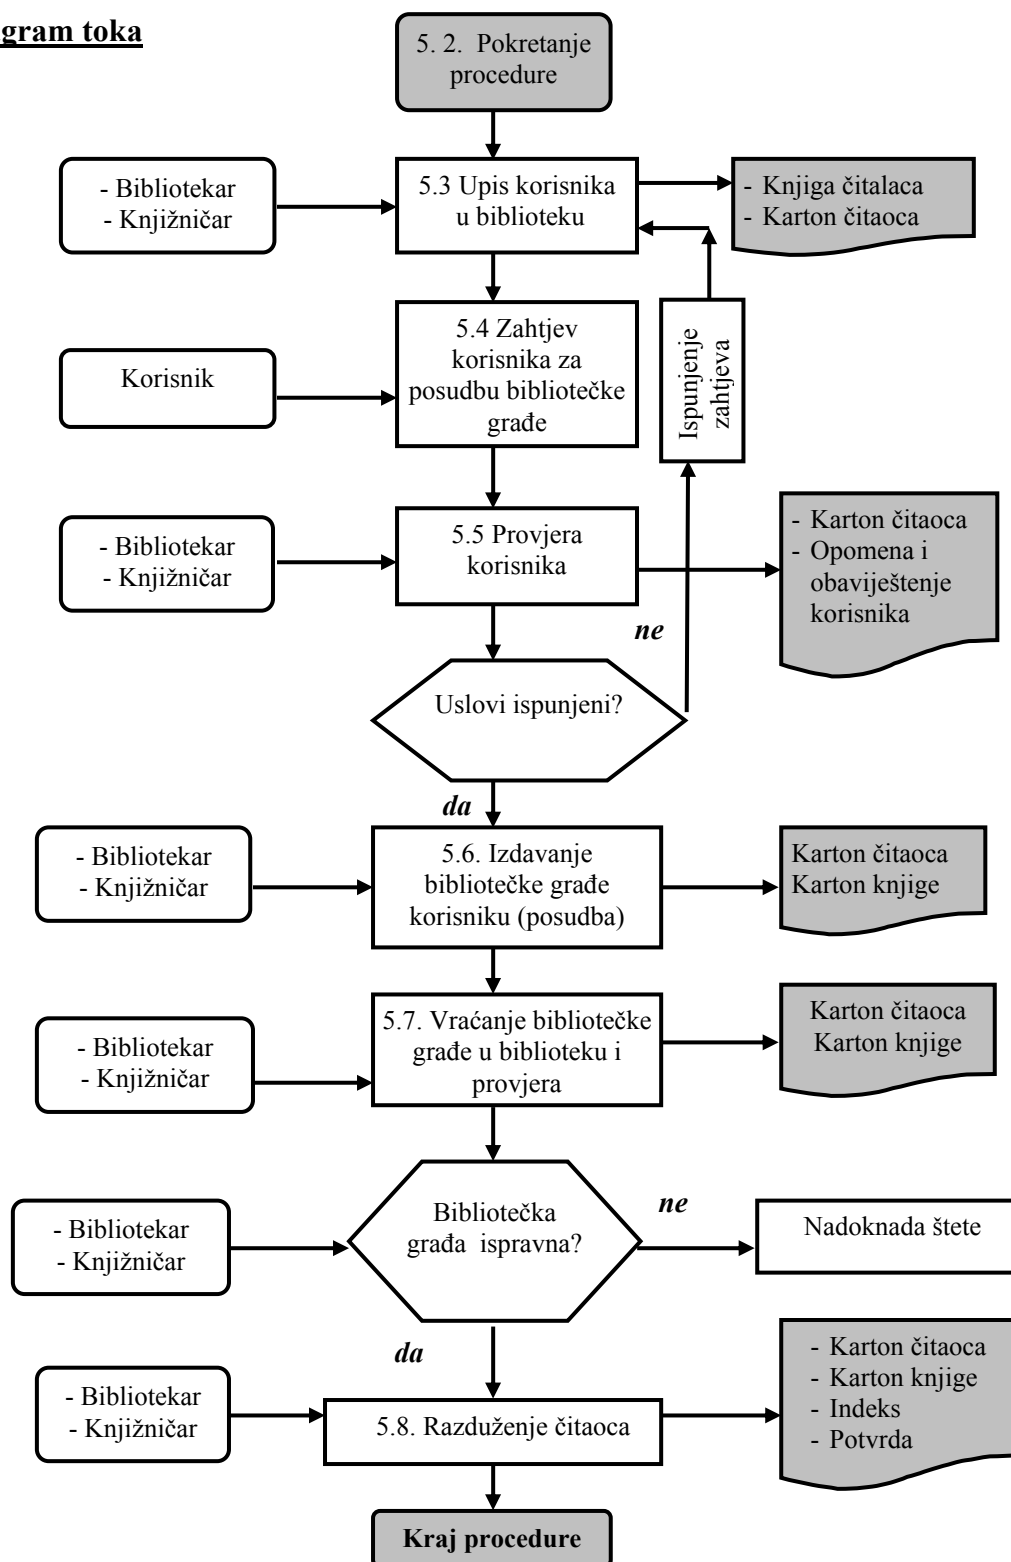 gram toka
5. 2.  Pokretanje
procedure
- Bibliotekar
- Knjižničar
5.3 Upis korisnika
u biblioteku
- Knjiga čitalaca
- Karton čitaoca
Korisnik
5.4 Zahtjev
korisnika za
posudbu bibliotečke
građe
Ispunjenje
zahtjeva
- Bibliotekar
- Knjižničar
5.5 Provjera
korisnika
- Karton čitaoca
- Opomena i
obaviještenje
korisnika
ne
Uslovi ispunjeni?
da
- Bibliotekar
- Knjižničar
5.6. Izdavanje
bibliotečke građe
korisniku (posudba)
Karton čitaoca
Karton knjige
- Bibliotekar
- Knjižničar
5.7. Vraćanje bibliotečke
građe u biblioteku i
provjera
Karton čitaoca
Karton knjige
- Bibliotekar
- Knjižničar
Bibliotečka
građa  ispravna?
ne
Nadoknada štete
da
- Bibliotekar
- Knjižničar
5.8. Razduženje čitaoca
- Karton čitaoca
- Karton knjige
- Indeks
- Potvrda
Kraj procedure